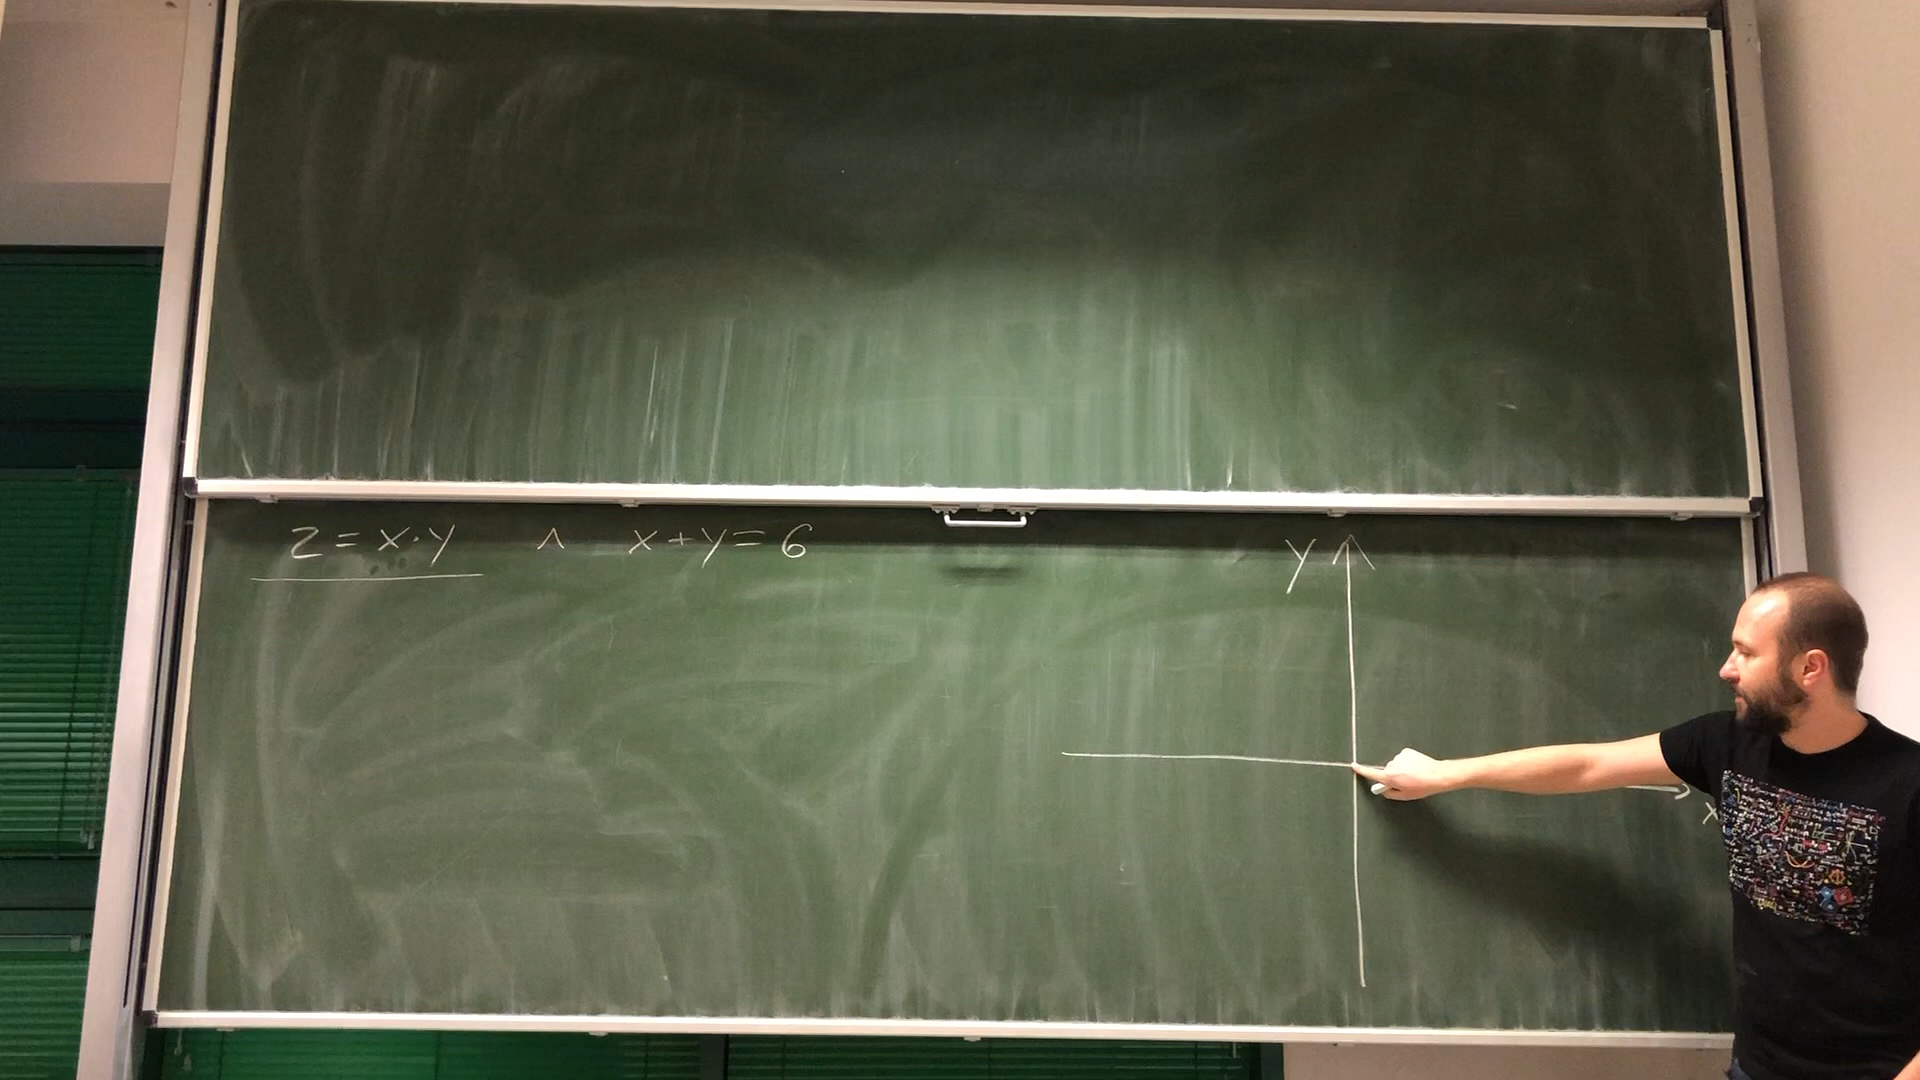 z = x · y ∧ x + y = 6
y
x